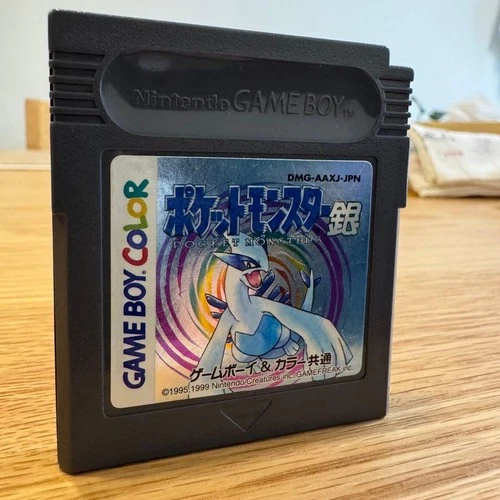 Nintendo GAME BOY™
DMG-AAXJ-JPN
ポケットモンスター銀
POCKET MONSTERS
GAME BOY COLOR
ゲームボーイ & カラー共通
©1995,1999 Nintendo Creatures inc. GAMEFREAK inc.